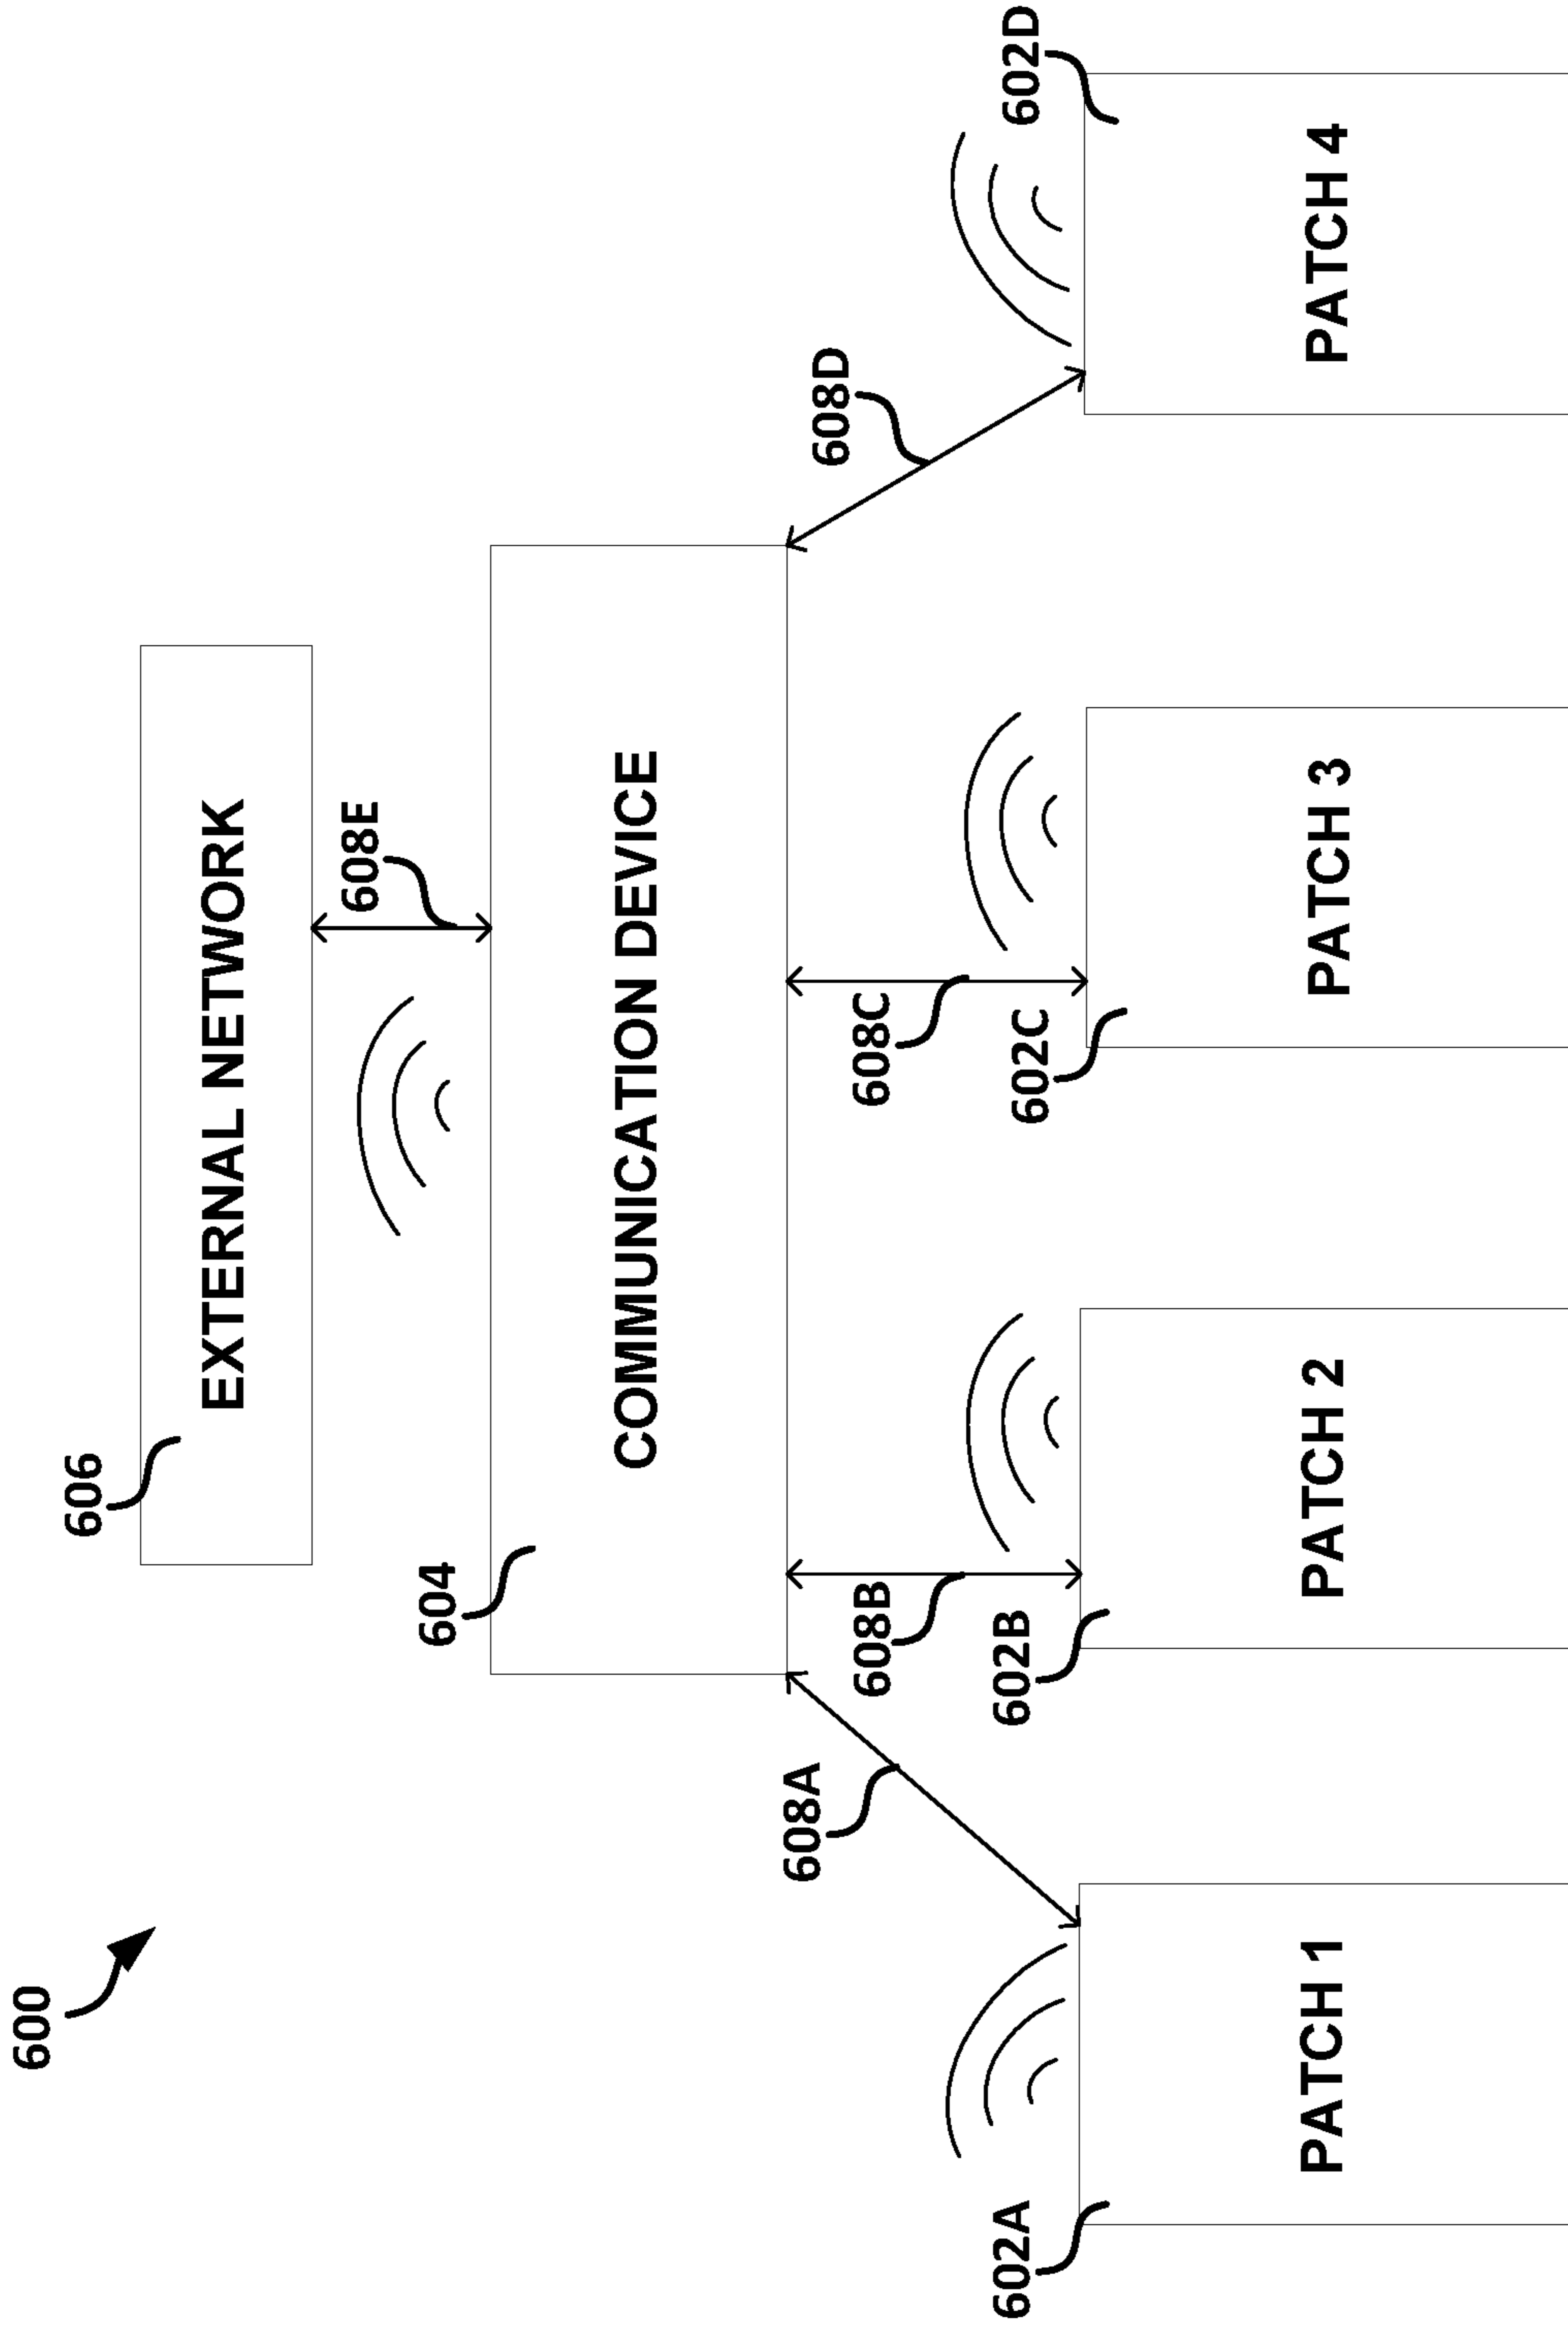 600
606
EXTERNAL NETWORK
608E
604
COMMUNICATION DEVICE
608A
608B
608C
608D
602A
602B
602C
602D
PATCH 1
PATCH 2
PATCH 3
PATCH 4